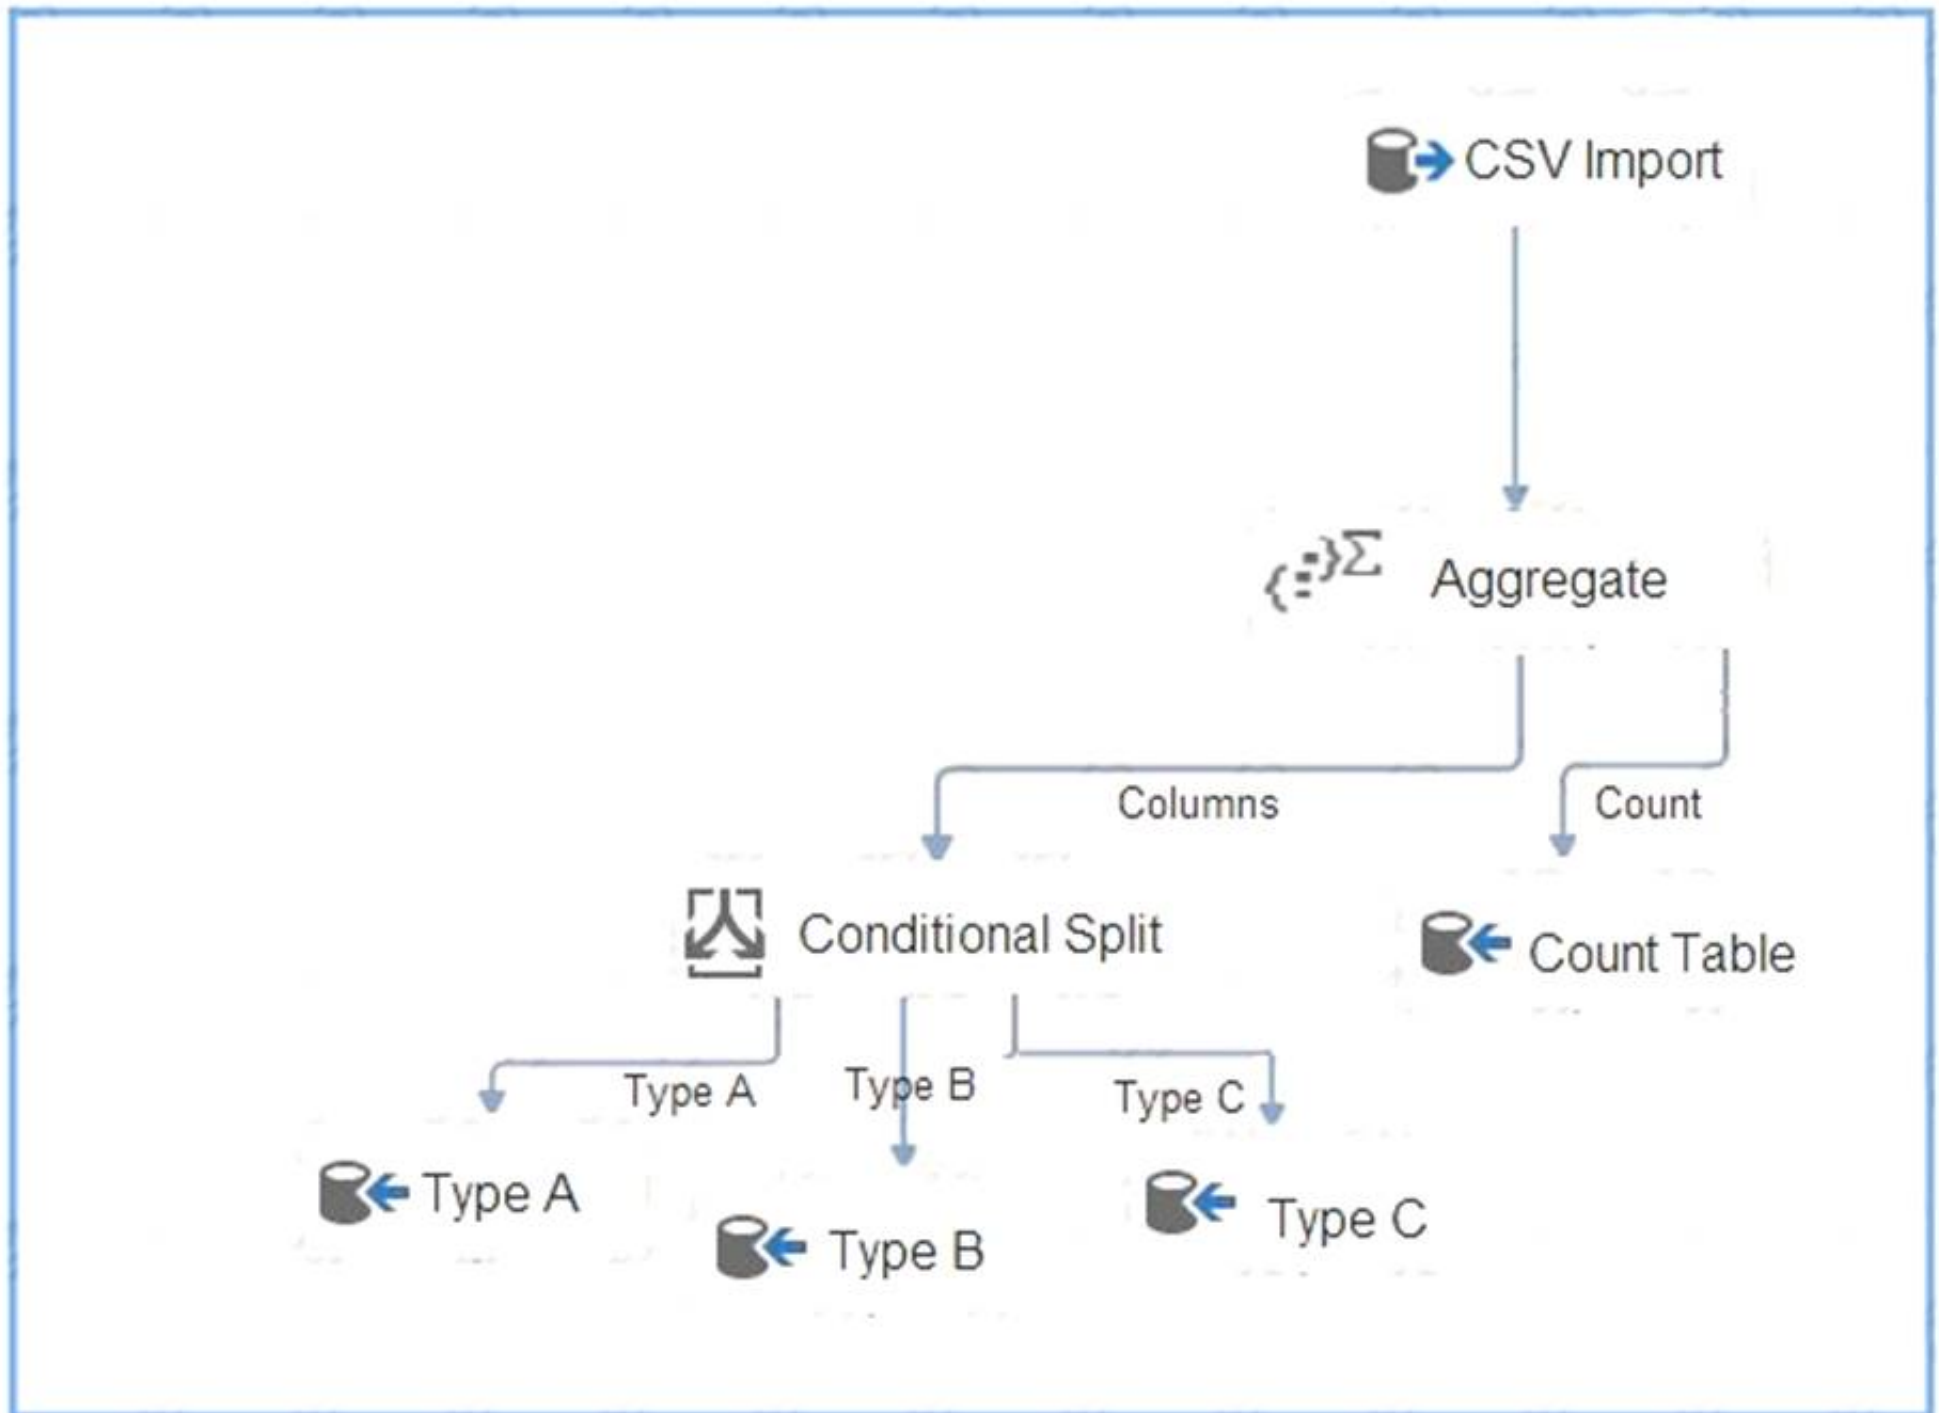 CSV Import
Aggregate
Columns
Count
Conditional Split
Count Table
Type A
Type B
Type C
Type A
Type B
Type C